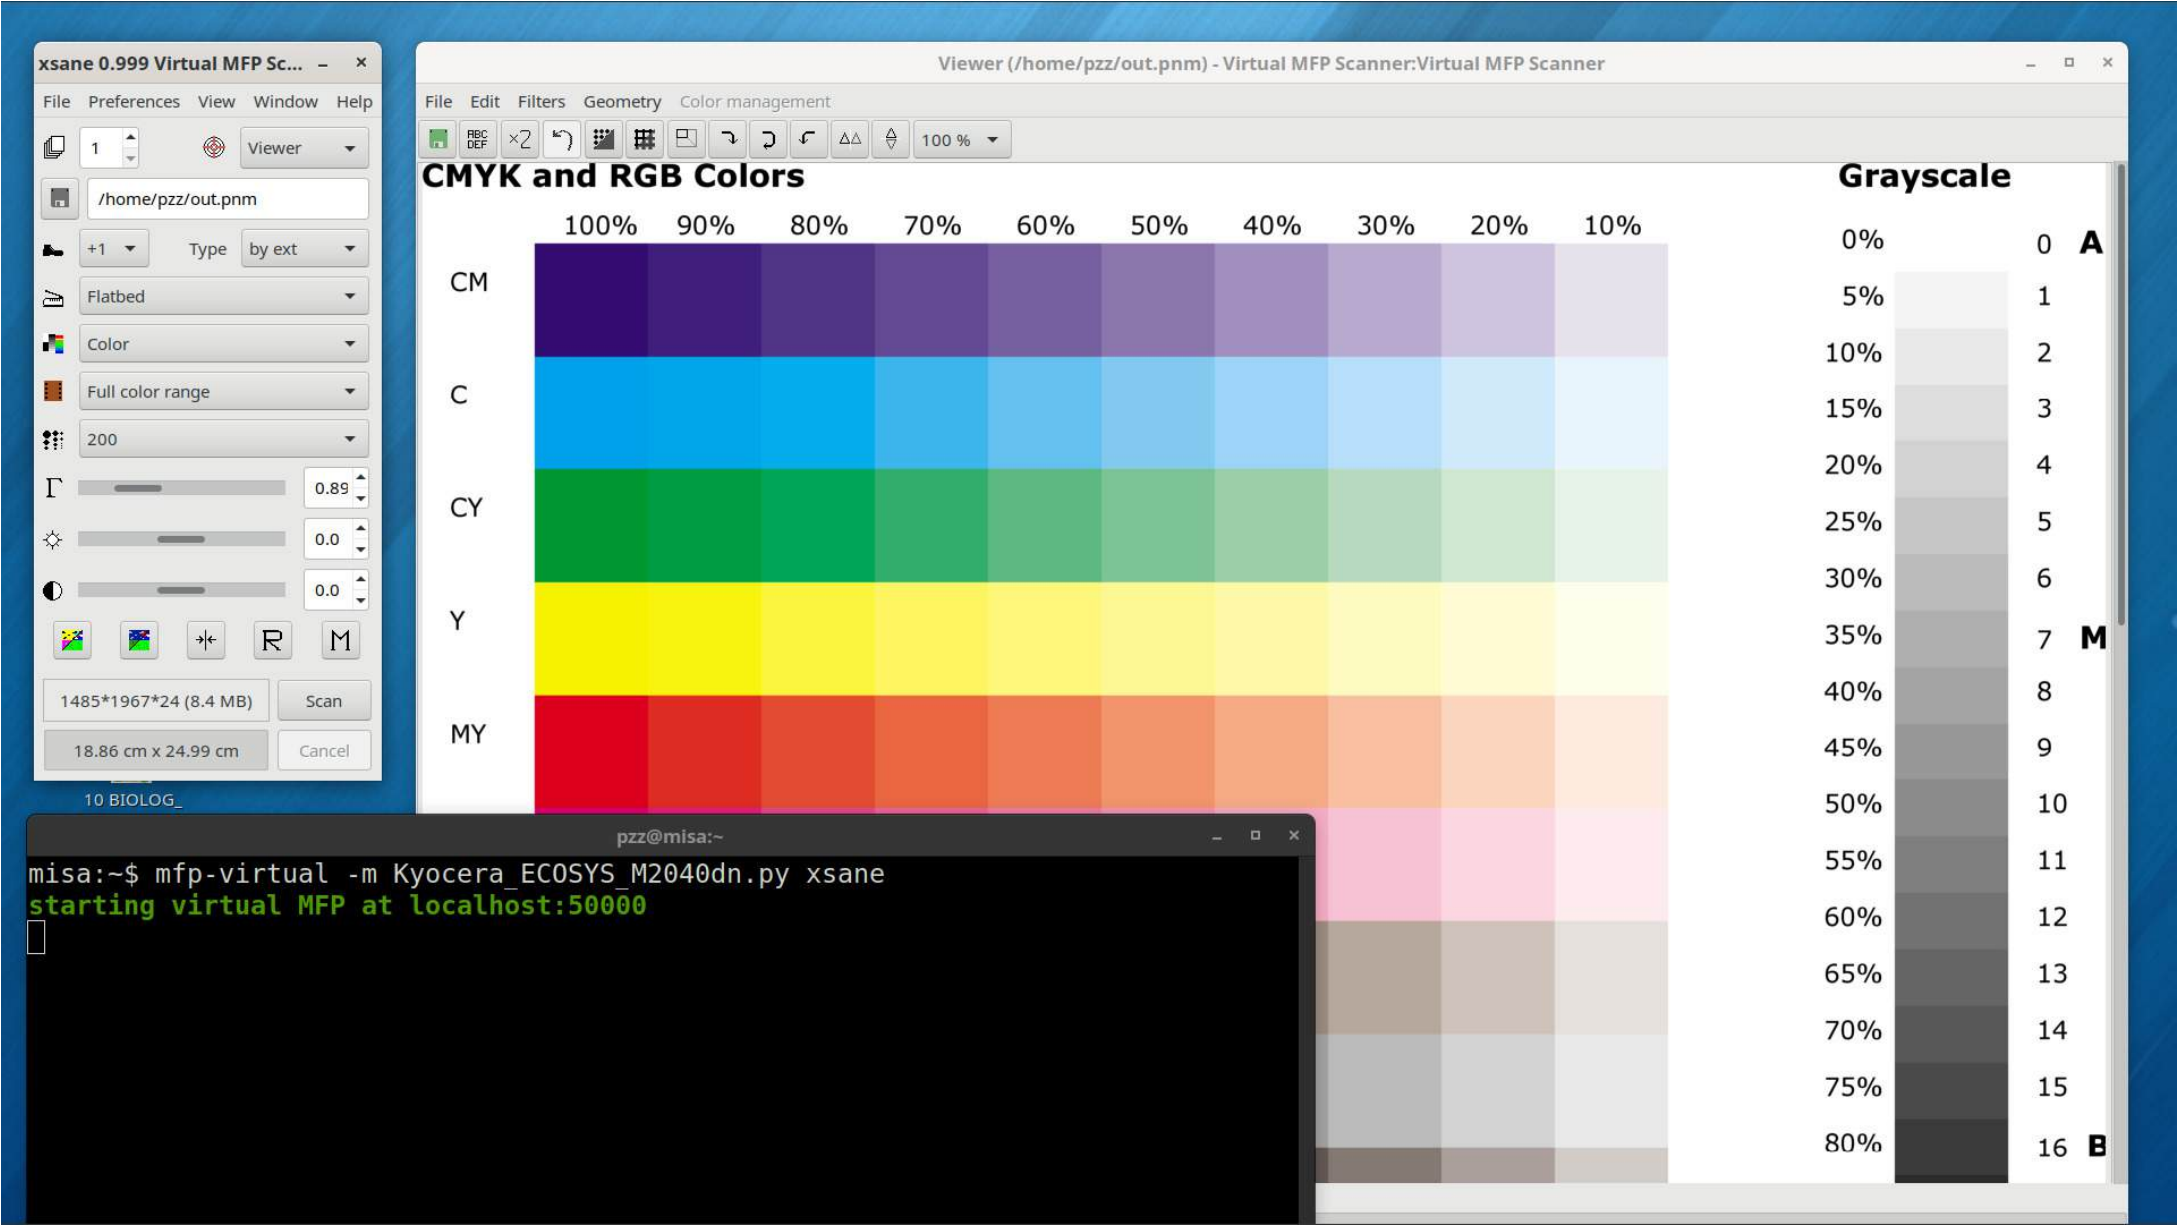 xsane 0.999 Virtual MFP Sc...
File Preferences View Window Help
1
Viewer
/home/pzz/out.pnm
+1 Type by ext
Flatbed
Color
Full color range
200
Γ 0.89
0.0
0.0
R M
1485*1967*24 (8.4 MB) Scan
18.86 cm x 24.99 cm Cancel
10 BIOLOG_
Viewer (/home/pzz/out.pnm) - Virtual MFP Scanner:Virtual MFP Scanner
File Edit Filters Geometry Color management
ABC
DEF
×2
100 %
CMYK and RGB Colors
100% 90% 80% 70% 60% 50% 40% 30% 20% 10%
CM
C
CY
Y
MY
Grayscale
0% 0 A
5% 1
10% 2
15% 3
20% 4
25% 5
30% 6
35% 7 M
40% 8
45% 9
50% 10
55% 11
60% 12
65% 13
70% 14
75% 15
80% 16 B
pzz@misa:~
misa:~$ mfp-virtual -m Kyocera_ECOSYS_M2040dn.py xsane
starting virtual MFP at localhost:50000